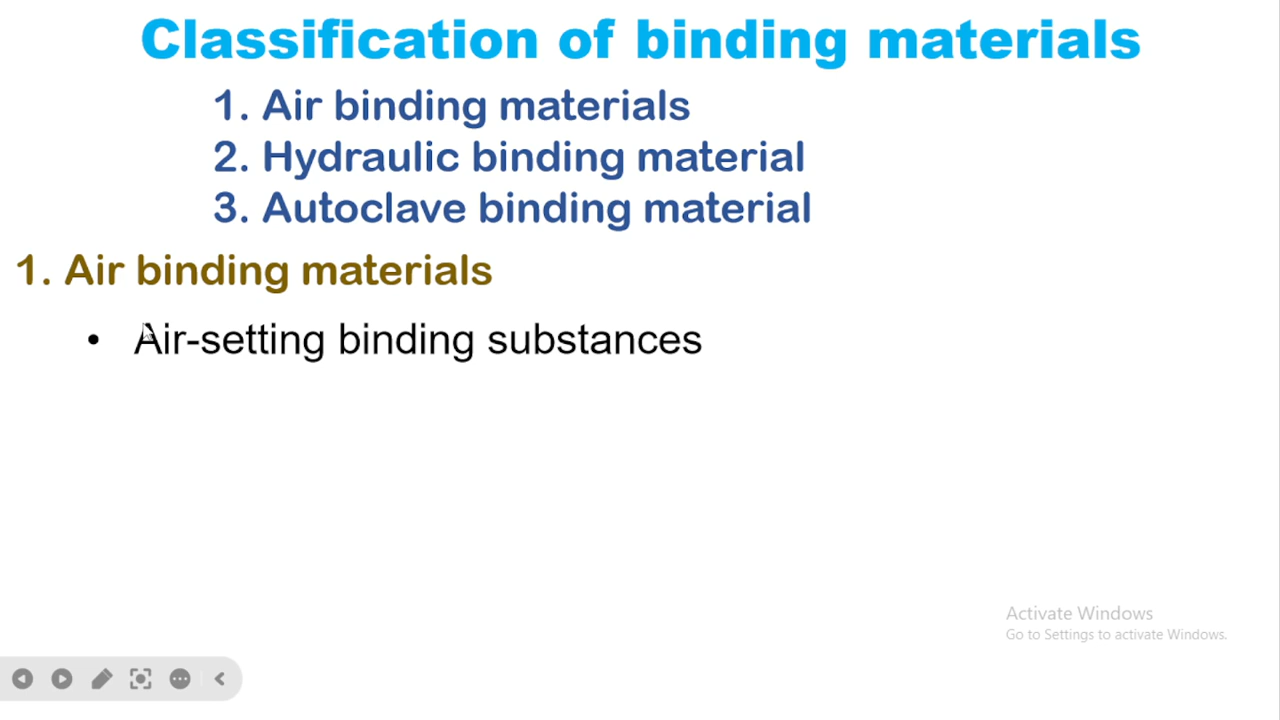 Classification of binding materials
1. Air binding materials
2. Hydraulic binding material
3. Autoclave binding material
1. Air binding materials
• Air-setting binding substances
Activate Windows
Go to Settings to activate Windows.